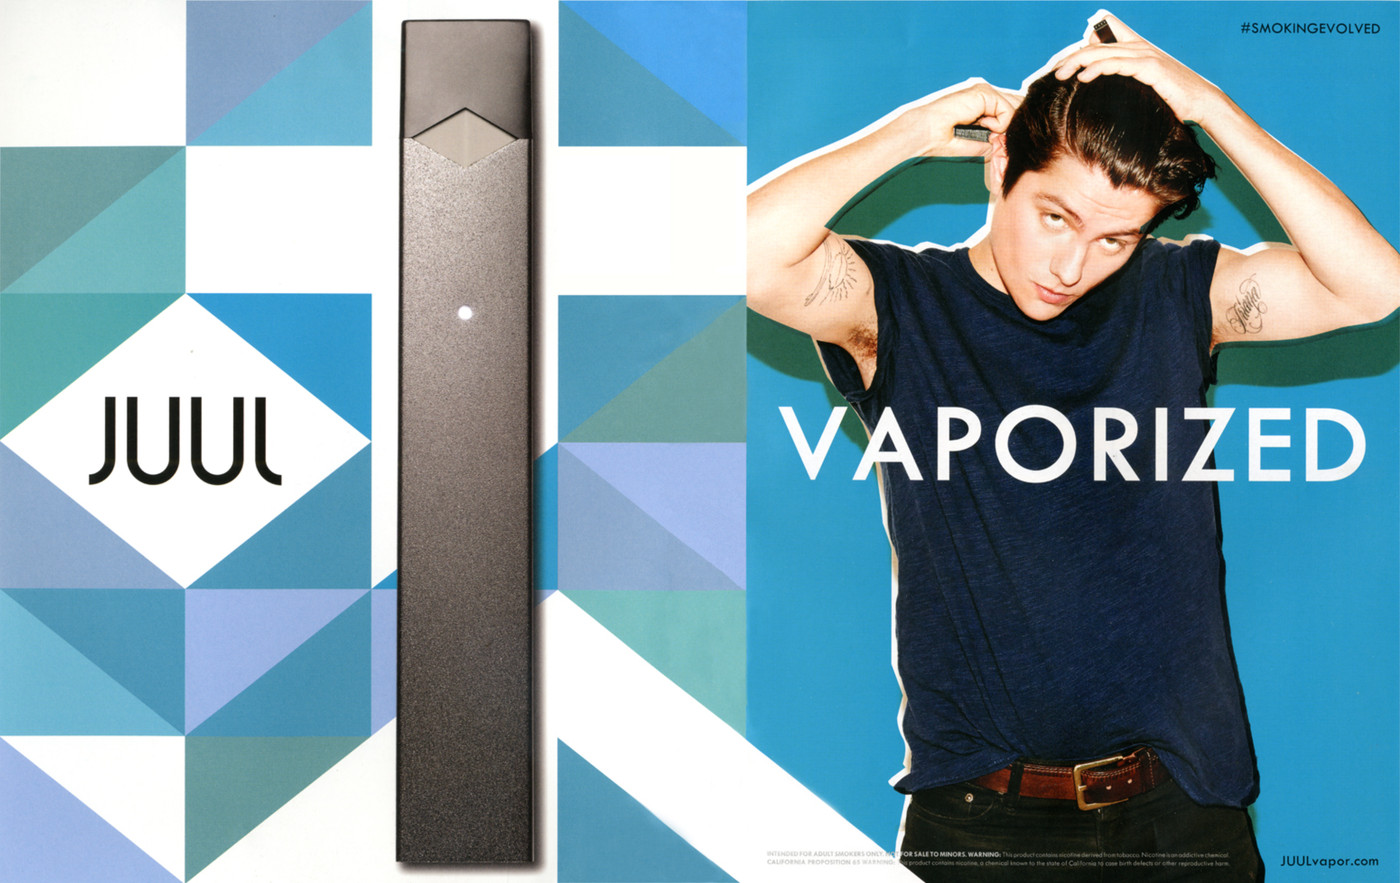 JUUL
#SMOKINGEVOLVED
Thaigo
VAPORIZED
INTENDED FOR ADULT SMOKERS ONLY. NOT FOR SALE TO MINORS. WARNING: This product contains nicotine derived from tobacco. Nicotine is an addictive chemical.
CALIFORNIA PROPOSITION 65 WARNING: This product contains nicotine, a chemical known to the state of California to case birth defects or other reproductive harm.
JUULvapor.com